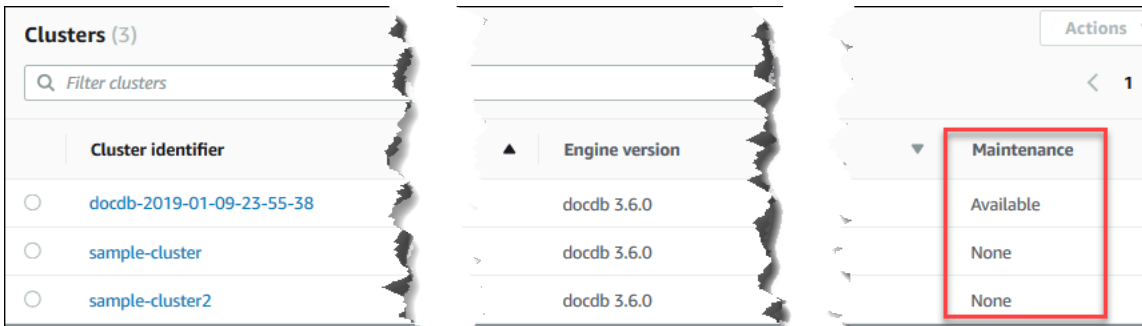 Clusters (3)
Actions
Filter clusters
1
Cluster identifier Engine version Maintenance
docdb-2019-01-09-23-55-38 docdb 3.6.0 Available
sample-cluster docdb 3.6.0 None
sample-cluster2 docdb 3.6.0 None